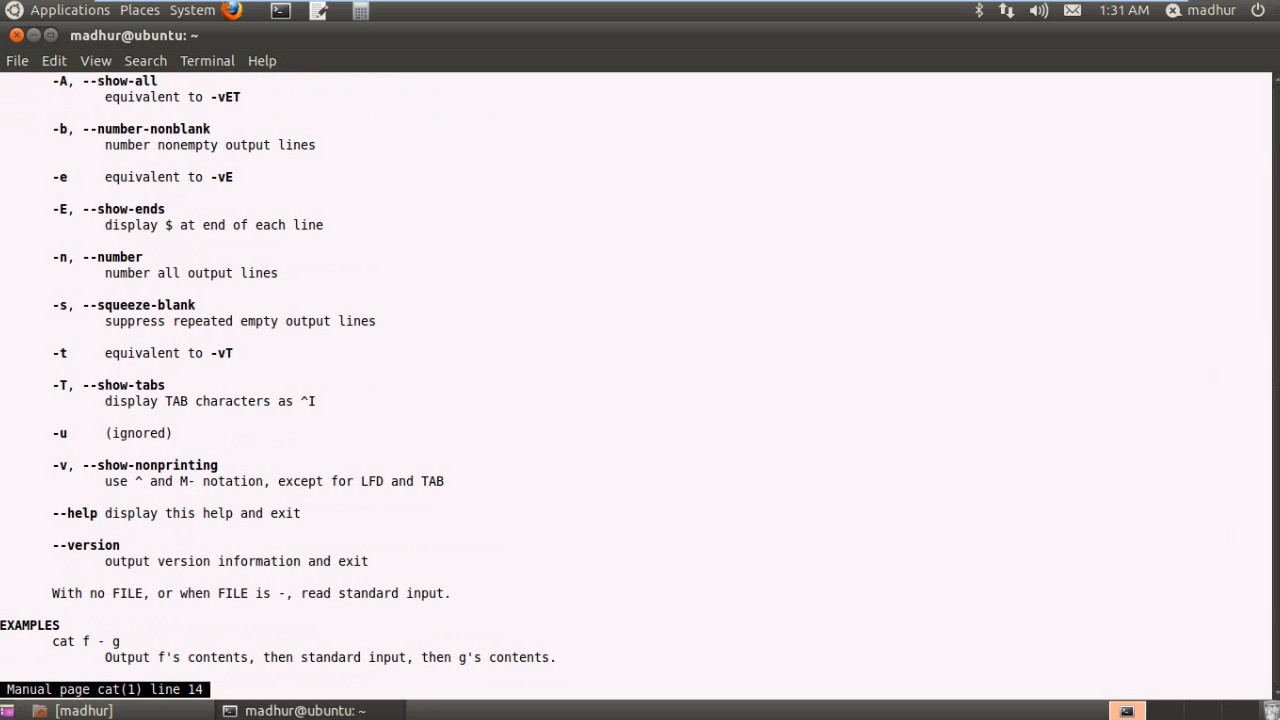 Applications Places System 1:31 AM madhur
madhur@ubuntu: ~
File Edit View Search Terminal Help
-A, --show-all
equivalent to -vET
-b, --number-nonblank
number nonempty output lines
-e equivalent to -vE
-E, --show-ends
display $ at end of each line
-n, --number
number all output lines
-s, --squeeze-blank
suppress repeated empty output lines
-t equivalent to -vT
-T, --show-tabs
display TAB characters as ^I
-u (ignored)
-v, --show-nonprinting
use ^ and M- notation, except for LFD and TAB
--help display this help and exit
--version
output version information and exit
With no FILE, or when FILE is -, read standard input.
EXAMPLES
cat f - g
Output f's contents, then standard input, then g's contents.
Manual page cat(1) line 14
[madhur] madhur@ubuntu: ~